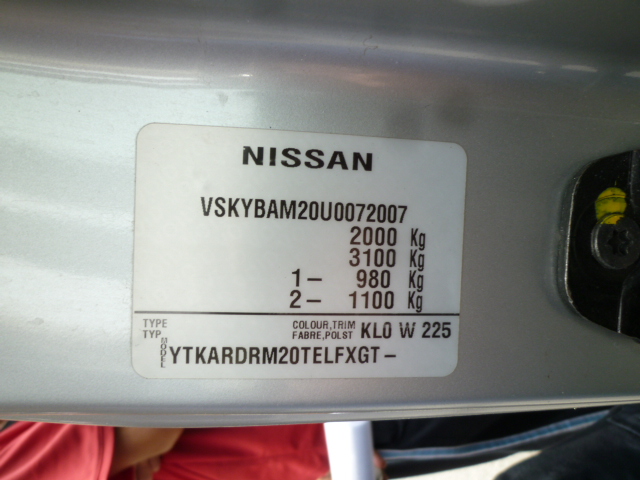 NISSAN
VSKYBAM20U0072007
2000 Kg
3100 Kg
1- 980 Kg
2- 1100 Kg
TYPE COLOUR,TRIM KL0 W 225
TYP FABRE,POLST
MODEL YTKARDRM20TELFXGT-